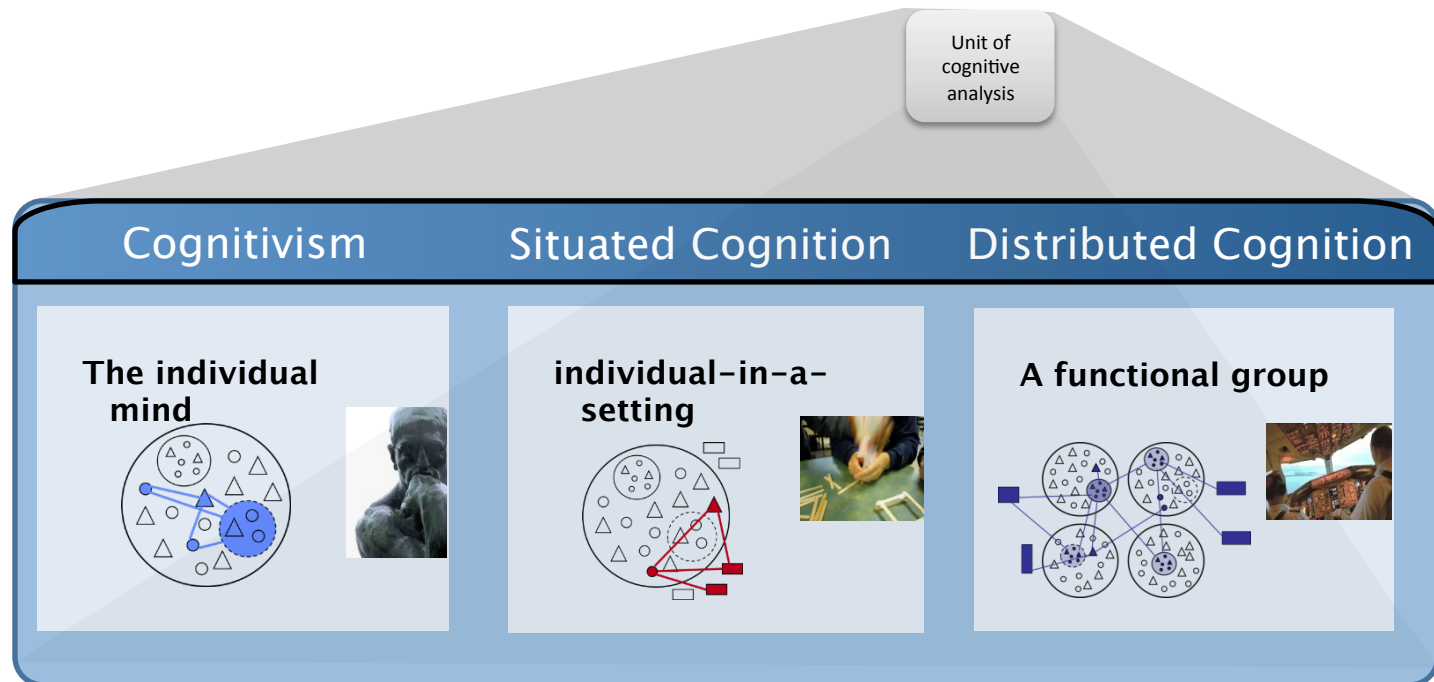 Unit of
cognitive
analysis
Cognitivism
Situated Cognition
Distributed Cognition
The individual
mind
individual-in-a-
setting
A functional group